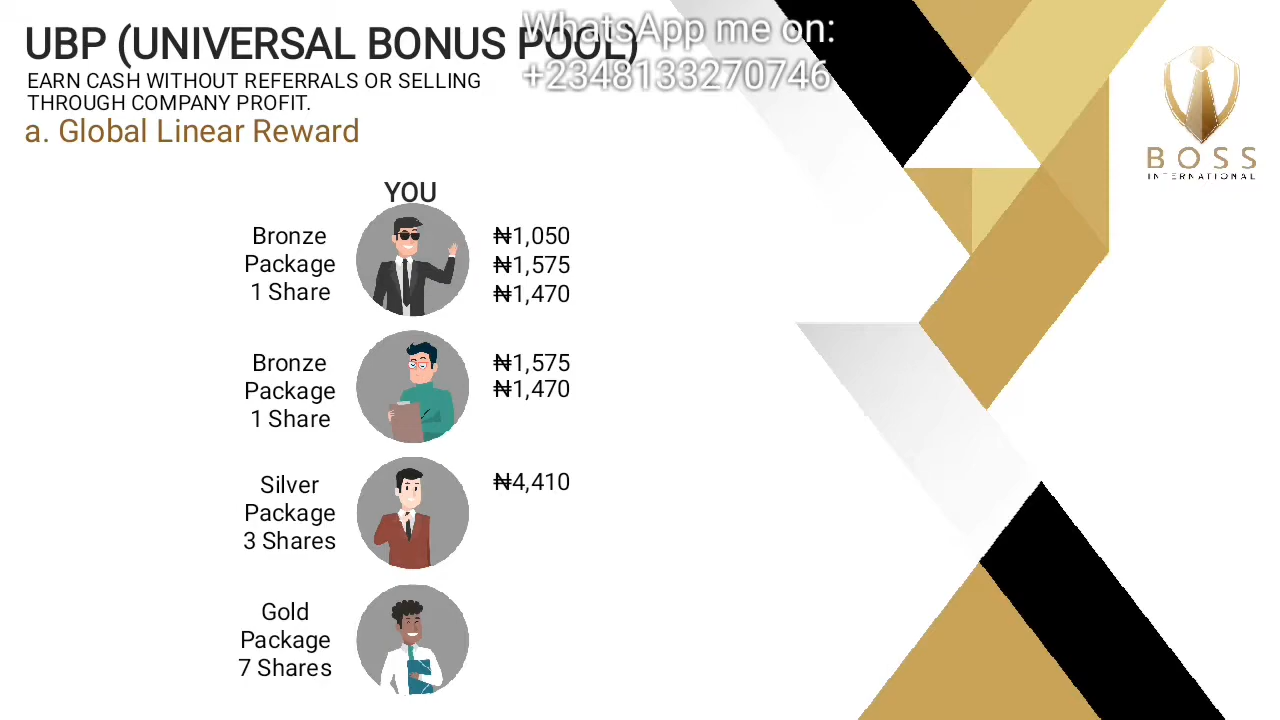 UBP (UNIVERSAL BONUS POOL)
WhatsApp me on:
+2348133270746
EARN CASH WITHOUT REFERRALS OR SELLING
THROUGH COMPANY PROFIT.
a. Global Linear Reward
BOSS
INTERNATIONAL
YOU
Bronze
Package
1 Share
₦1,050
₦1,575
₦1,470
Bronze
Package
1 Share
₦1,575
₦1,470
Silver
Package
3 Shares
₦4,410
Gold
Package
7 Shares